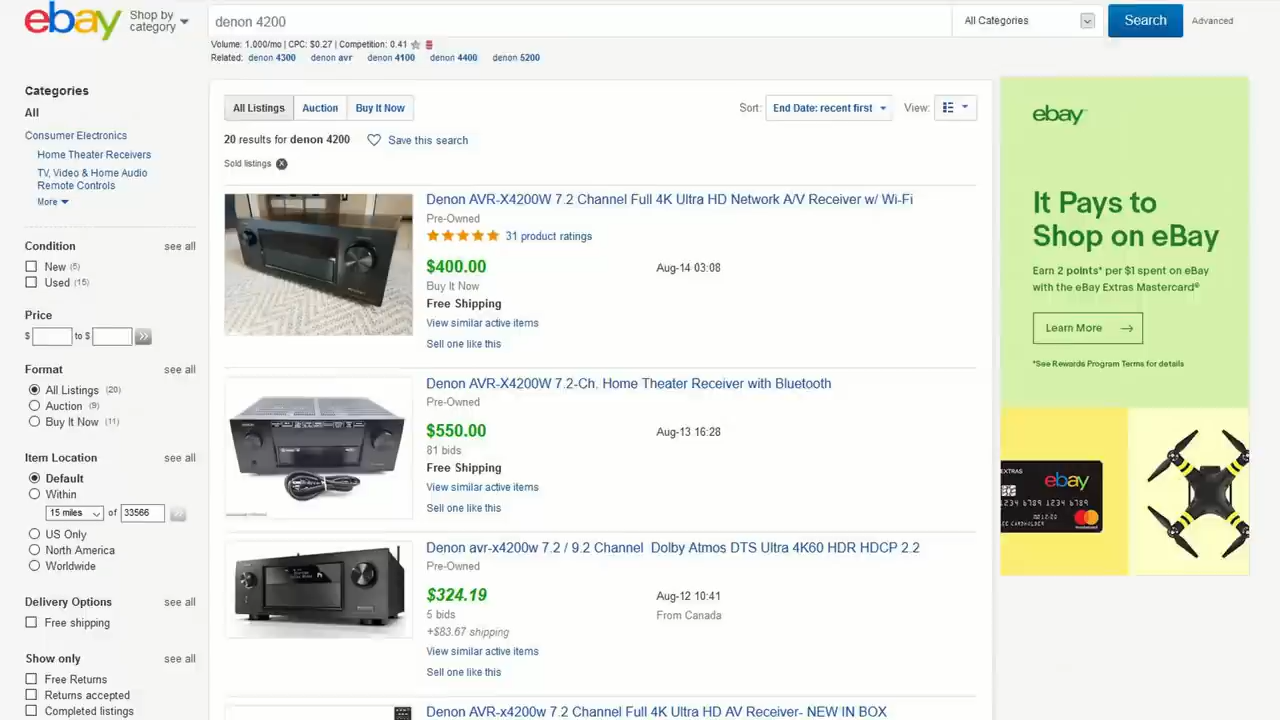 ebay
Shop by
category
denon 4200
All Categories
Search
Advanced
Volume: 1,000/mo | CPC: $0.27 | Competition: 0.41
Related: denon 4300 denon avr denon 4100 denon 4400 denon 5200
Categories
All
Consumer Electronics
Home Theater Receivers
TV, Video & Home Audio
Remote Controls
More
Condition see all
New (5)
Used (15)
Price
$ to $
Format see all
All Listings (20)
Auction (9)
Buy It Now (11)
Item Location see all
Default
Within
15 miles of 33566
US Only
North America
Worldwide
Delivery Options see all
Free shipping
Show only see all
Free Returns
Returns accepted
Completed listings
All Listings Auction Buy It Now
Sort: End Date: recent first View:
20 results for denon 4200 Save this search
Sold listings
Denon AVR-X4200W 7.2 Channel Full 4K Ultra HD Network A/V Receiver w/ Wi-Fi
Pre-Owned
31 product ratings
$400.00 Aug-14 03:08
Buy It Now
Free Shipping
View similar active items
Sell one like this
Denon AVR-X4200W 7.2-Ch. Home Theater Receiver with Bluetooth
Pre-Owned
$550.00 Aug-13 16:28
81 bids
Free Shipping
View similar active items
Sell one like this
Denon avr-x4200w 7.2 / 9.2 Channel Dolby Atmos DTS Ultra 4K60 HDR HDCP 2.2
Pre-Owned
$324.19 Aug-12 10:41
5 bids From Canada
+$83.67 shipping
View similar active items
Sell one like this
Denon AVR-x4200w 7.2 Channel Full 4K Ultra HD AV Receiver- NEW IN BOX
ebay
It Pays to
Shop on eBay
Earn 2 points* per $1 spent on eBay
with the eBay Extras Mastercard®
Learn More
*See Rewards Program Terms for details
EXTRAS
ebay
1234 6789 1234 6789
00/12:20
EE CARDHOLDER